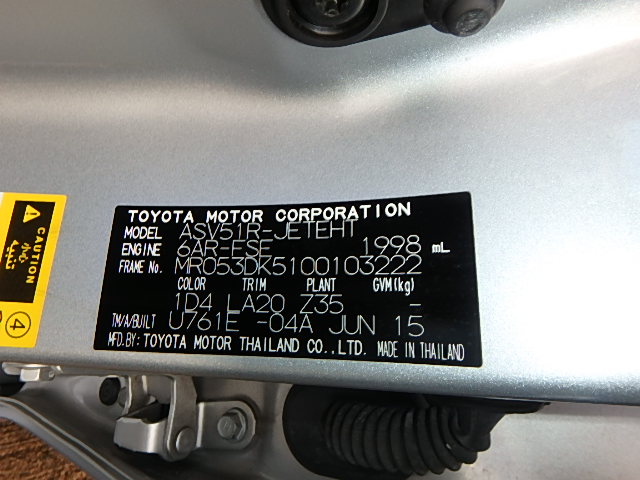 TOYOTA MOTOR CORPORATION
MODEL ASV51R-JETEHT
ENGINE 6AR-FSE 1998 mL
FRAME No. MR053DK5100103222
COLOR TRIM PLANT GVM(kg)
1D4 LA20 Z35 -
TM/A/BUILT U761E -04A JUN 15
MFD.BY: TOYOTA MOTOR THAILAND CO.,LTD. MADE IN THAILAND
CAUTION
4